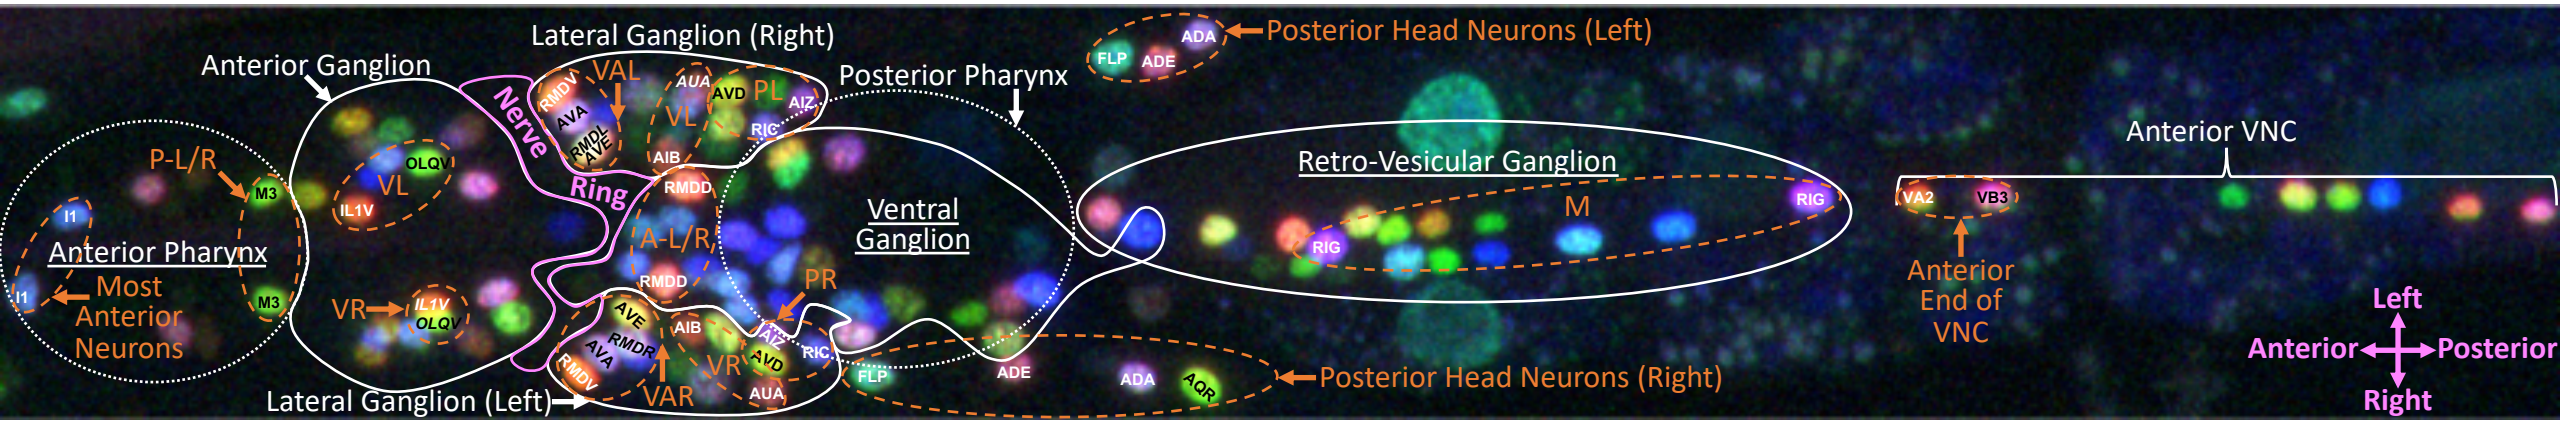 Anterior Ganglion
Lateral Ganglion (Right)
Posterior Pharynx
ADA
Posterior Head Neurons (Left)
FLP
ADE
Nerve
Ring
RMDV
VAL
AVA
RMDL
AVE
AUA
AVD
PL
AIZ
VL
RIC
AIB
P-L/R
M3
OLQV
VL
IL1V
I1
Anterior Pharynx
I1
Most
Anterior
Neurons
M3
VR
IL1V
OLQV
RMDD
A-L/R
RMDD
Ventral
Ganglion
PR
Retro-Vesicular Ganglion
M
RIG
RIG
Anterior VNC
VA2
VB3
Anterior
End of
VNC
AVE
RMDR
AVA
RMDV
VAR
AIB
VR
AIZ
AVD
RIC
AUA
Lateral Ganglion (Left)
FLP
ADE
ADA
AQR
Posterior Head Neurons (Right)
Left
Anterior
Posterior
Right